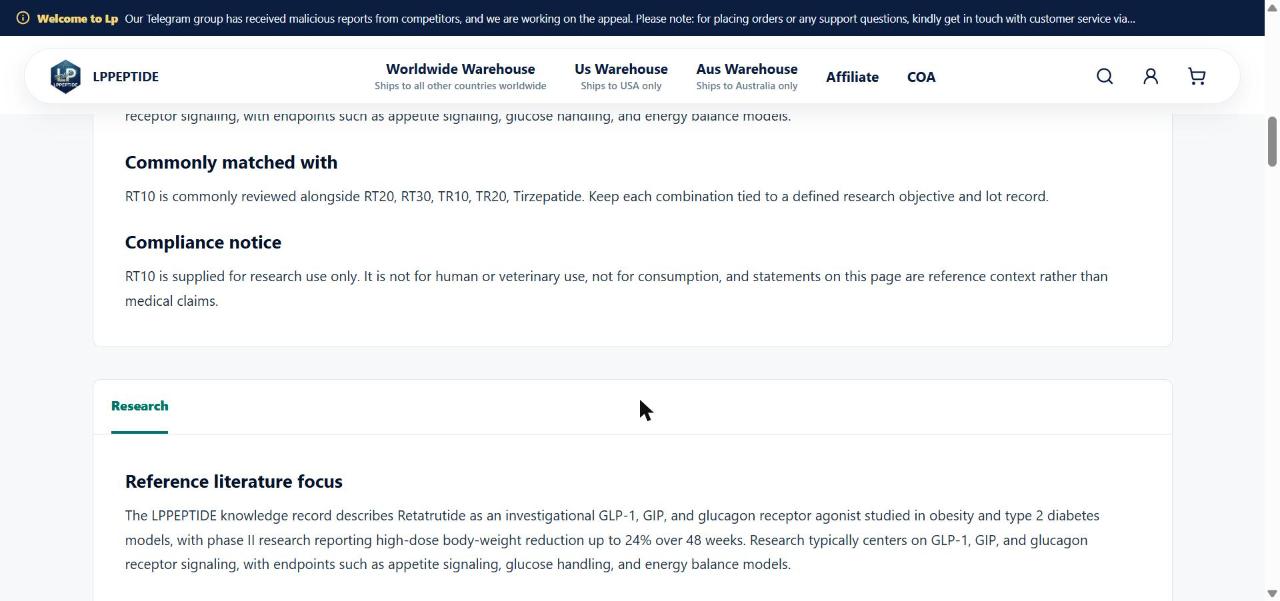 Welcome to Lp Our Telegram group has received malicious reports from competitors, and we are working on the appeal. Please note: for placing orders or any support questions, kindly get in touch with customer service via...
LP
LPPEPTIDE
LPPEPTIDE
Worldwide Warehouse
Ships to all other countries worldwide
Us Warehouse
Ships to USA only
Aus Warehouse
Ships to Australia only
Affiliate
COA
receptor signaling, with endpoints such as appetite signaling, glucose handling, and energy balance models.
Commonly matched with
RT10 is commonly reviewed alongside RT20, RT30, TR10, TR20, Tirzepatide. Keep each combination tied to a defined research objective and lot record.
Compliance notice
RT10 is supplied for research use only. It is not for human or veterinary use, not for consumption, and statements on this page are reference context rather than
medical claims.
Research
Reference literature focus
The LPPEPTIDE knowledge record describes Retatrutide as an investigational GLP-1, GIP, and glucagon receptor agonist studied in obesity and type 2 diabetes
models, with phase II research reporting high-dose body-weight reduction up to 24% over 48 weeks. Research typically centers on GLP-1, GIP, and glucagon
receptor signaling, with endpoints such as appetite signaling, glucose handling, and energy balance models.